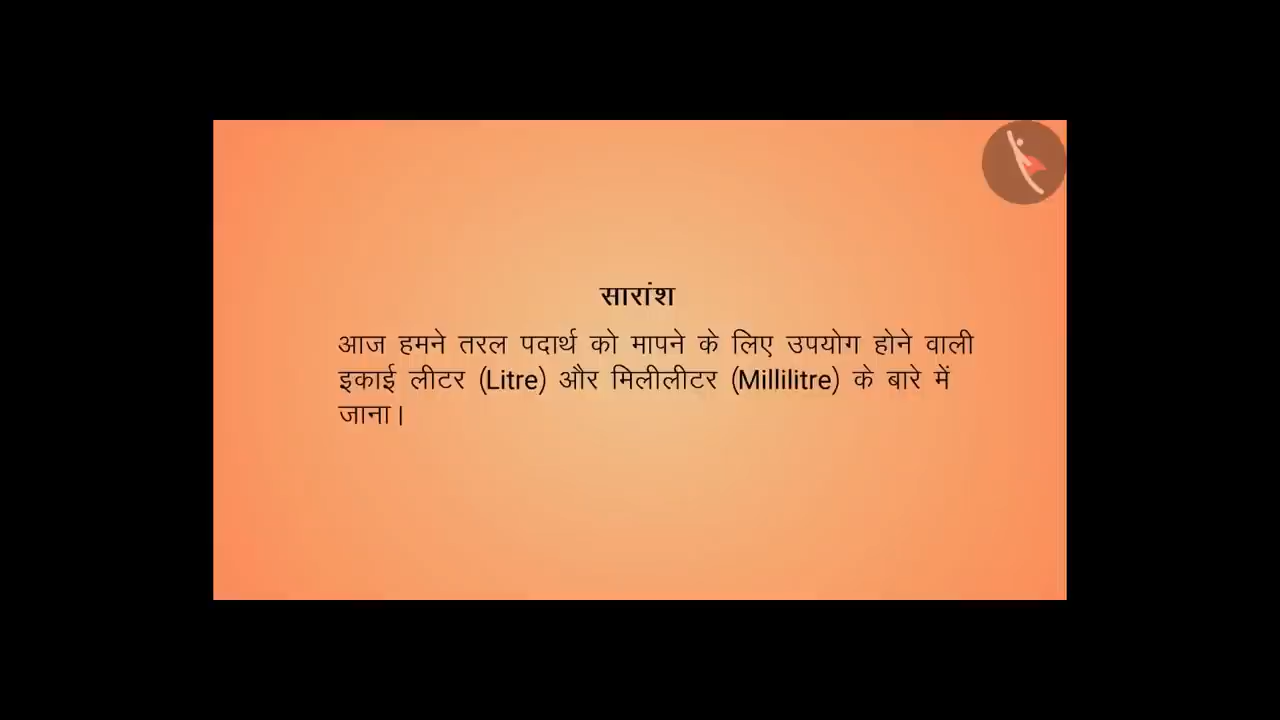 सारांश
आज हमने तरल पदार्थ को मापने के लिए उपयोग होने वाली
इकाई लीटर (Litre) और मिलीलीटर (Millilitre) के बारे में
जाना।